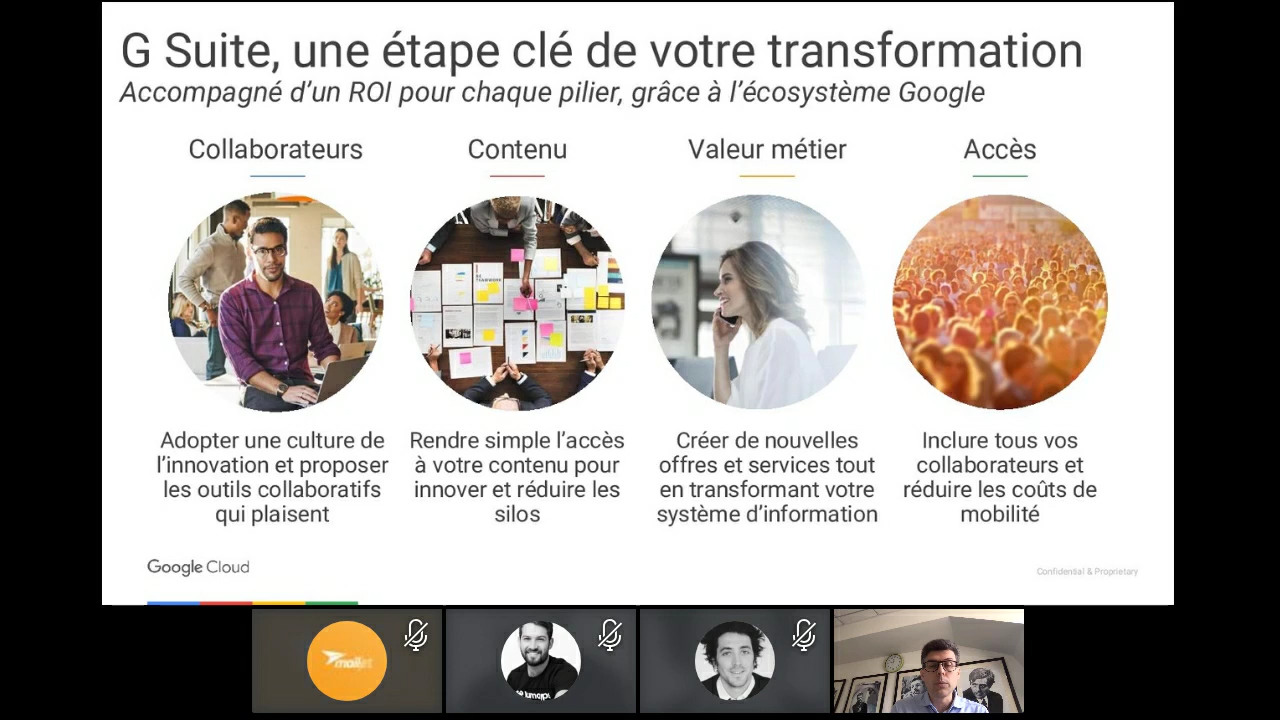 G Suite, une étape clé de votre transformation
Accompagné d'un ROI pour chaque pilier, grâce à l'écosystème Google
Collaborateurs
Contenu
Valeur métier
Accès
Adopter une culture de
l'innovation et proposer
les outils collaboratifs
qui plaisent
Rendre simple l'accès
à votre contenu pour
innover et réduire les
silos
Créer de nouvelles
offres et services tout
en transformant votre
système d'information
Inclure tous vos
collaborateurs et
réduire les coûts de
mobilité
Google Cloud
Confidential & Proprietary
mailjet